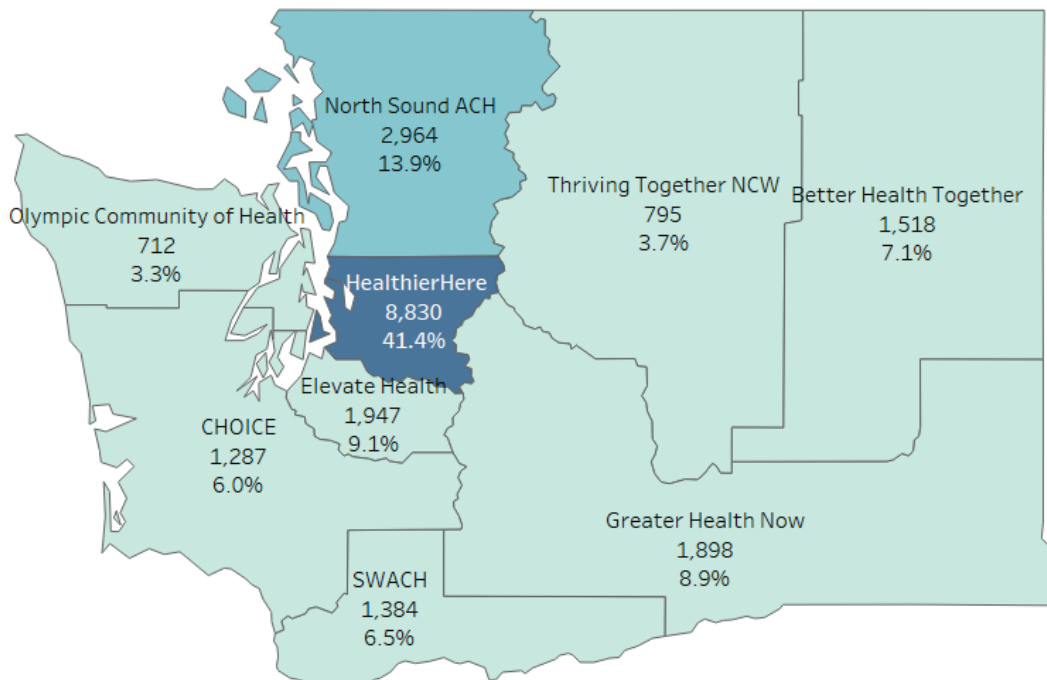 North Sound ACH
2,964
13.9%
Thriving Together NCW
795
3.7%
Better Health Together
1,518
7.1%
Olympic Community of Health
712
3.3%
HealthierHere
8,830
41.4%
Elevate Health
1,947
9.1%
CHOICE
1,287
6.0%
Greater Health Now
1,898
8.9%
SWACH
1,384
6.5%